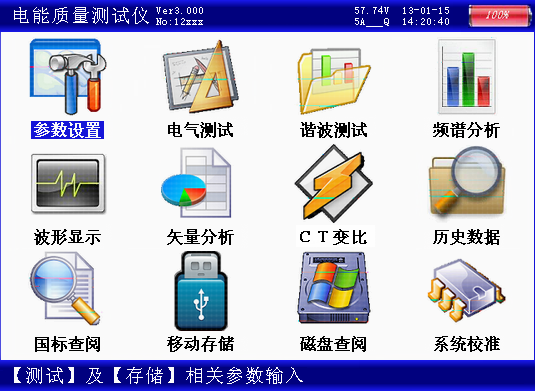 电能质量测试仪 Ver3.000 57.74V 13-01-15 100%
No:12xxx 5A___Q 14:20:40
参数设置 电气测试 谐波测试 频谱分析
波形显示 矢量分析 CT变比 历史数据
国标查阅 移动存储 磁盘查阅 系统校准
【测试】及【存储】相关参数输入